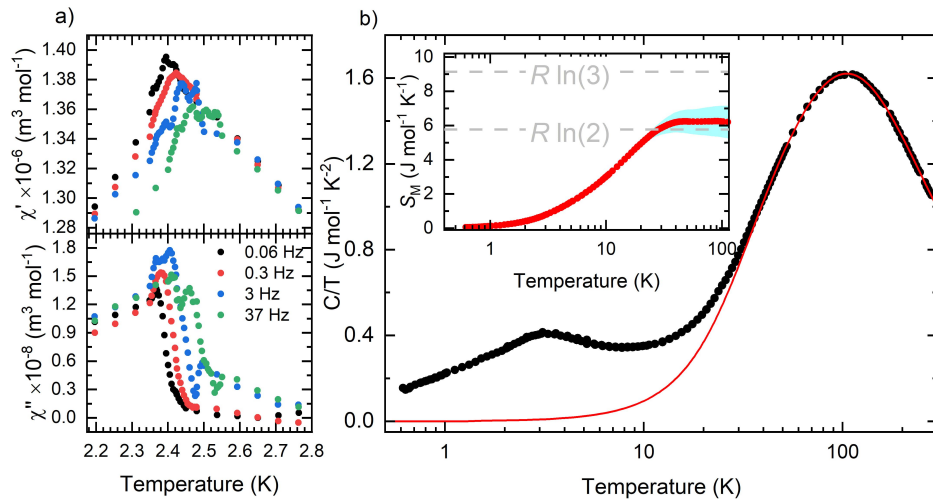 a)
χ' ×10⁻⁶ (m³ mol⁻¹)
1.40
1.38
1.36
1.34
1.32
1.30
1.28
χ'' ×10⁻⁸ (m³ mol⁻¹)
1.8
1.5
1.2
0.9
0.6
0.3
0.0
0.06 Hz
0.3 Hz
3 Hz
37 Hz
2.2 2.3 2.4 2.5 2.6 2.7 2.8
Temperature (K)
b)
C/T (J mol⁻¹ K⁻²)
1.6
1.2
0.8
0.4
0.0
1 10 100
Temperature (K)
S_M (J mol⁻¹ K⁻¹)
10
9
8
7
6
5
4
3
2
1
0
R ln(3)
R ln(2)
1 10 100
Temperature (K)